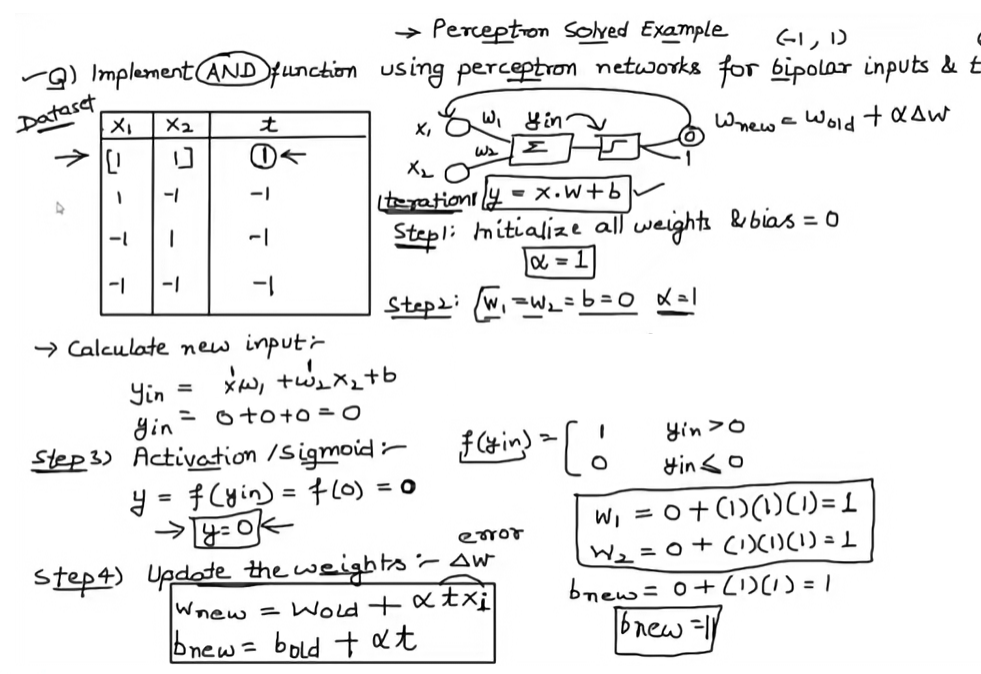 → Perceptron Solved Example
(-1, 1)
Q) Implement AND function using perceptron networks for bipolar inputs & t
Dataset
x₁ x₂ t
→ [1 1] 1 ←
1 -1 -1
-1 1 -1
-1 -1 -1
x₁ w₁ yin
x₂ w₂ Σ
0
1
Wnew = Wold + αΔw
Iteration1 y = x.w+b
Step1: Initialize all weights & bias = 0
α = 1
Step2: w₁ = w₂ = b = 0 α=1
→ Calculate new input:-
yin = x₁w₁ + w₂x₂ + b
yin = 0+0+0 = 0
Step3) Activation / Sigmoid:-
f(yin) = [ 1 yin > 0
0 yin ≤ 0
y = f(yin) = f(0) = 0
→ y=0 ←
Step4) Update the weights:- Δw
error
Wnew = Wold + αtxi
bnew = bold + αt
W₁ = 0 + (1)(1)(1) = 1
W₂ = 0 + (1)(1)(1) = 1
bnew = 0 + (1)(1) = 1
bnew = 1